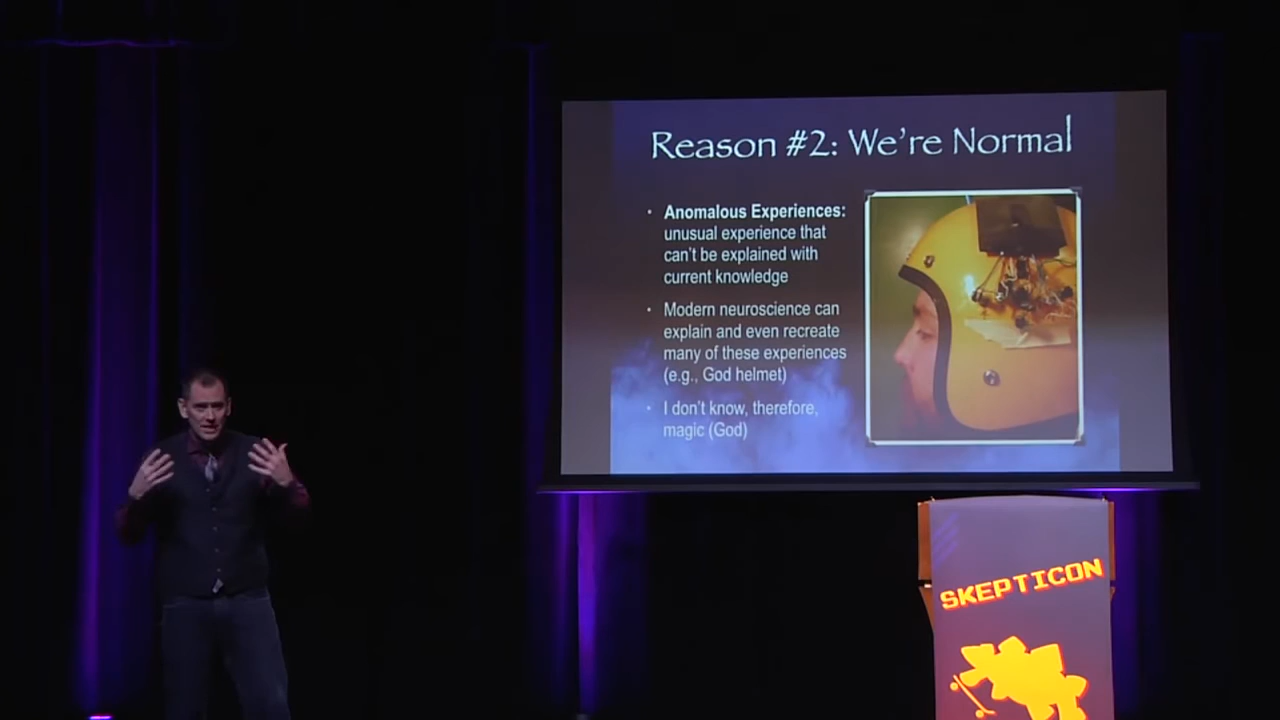 Reason #2: We're Normal
· Anomalous Experiences:
unusual experience that
can't be explained with
current knowledge
· Modern neuroscience can
explain and even recreate
many of these experiences
(e.g., God helmet)
· I don't know, therefore,
magic (God)
SKEPTICON